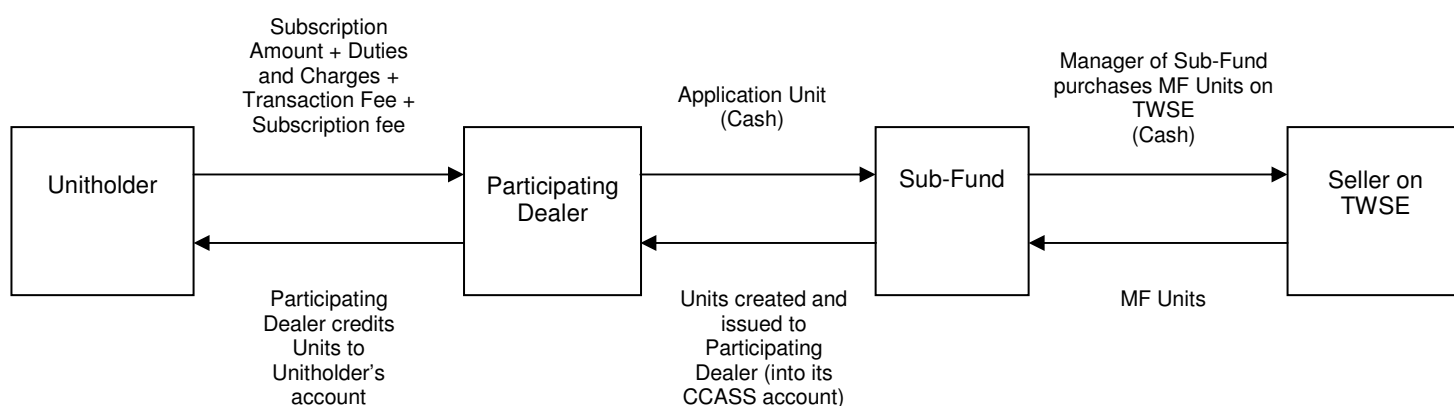 Subscription
Amount + Duties
and Charges +
Transaction Fee +
Subscription fee
Application Unit
(Cash)
Manager of Sub-Fund
purchases MF Units on
TWSE
(Cash)
Unitholder
Participating
Dealer
Sub-Fund
Seller on
TWSE
Participating
Dealer credits
Units to
Unitholder's
account
Units created and
issued to
Participating
Dealer (into its
CCASS account)
MF Units